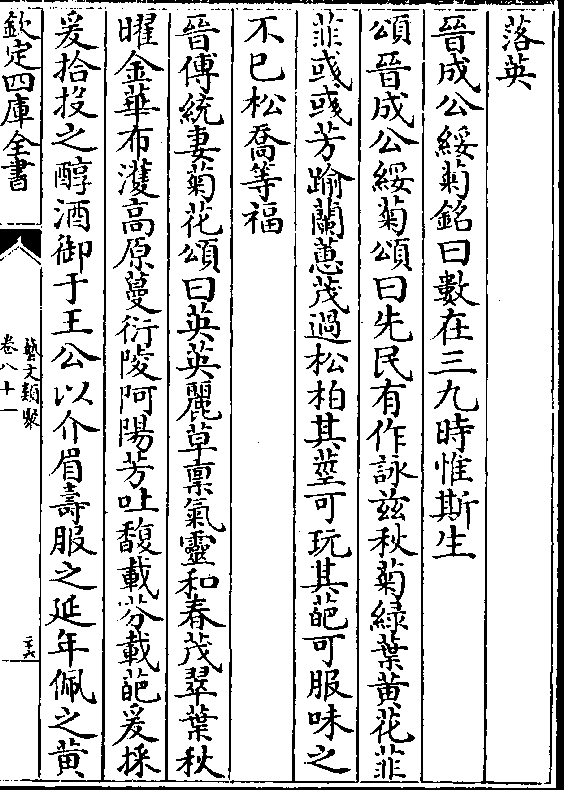 落英
晉成公綏菊銘曰數在三九時惟斯生
頌晉成公綏菊頌曰先民有作詠兹秋菊緑葉黄花菲
菲彧彧芳踰蘭蕙茂過松栢其莖可玩其葩可服味之
不已松喬等福
晉傅統妻菊花頌曰英英麗草禀氣靈和春茂翠葉秋
曜金華布濩高原蔓衍陵阿陽芳吐馥載芬載葩爰採
爰拾投之醇酒御于王公以介眉壽服之延年佩之黄
欽定四庫全書
藝文類聚
卷八十一